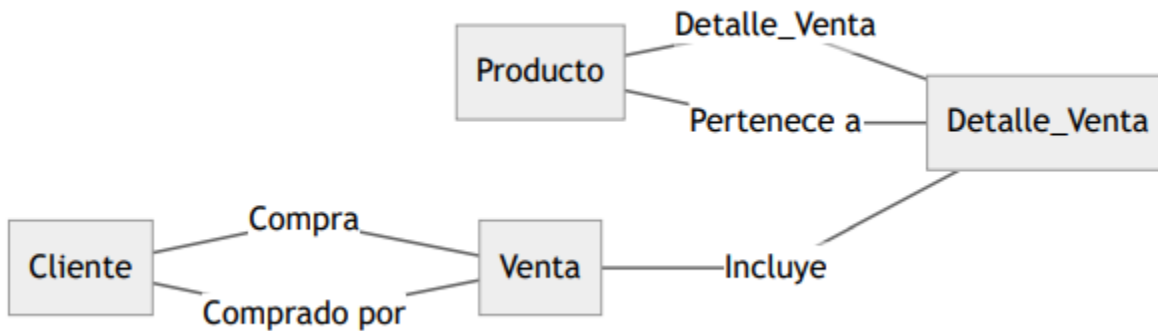 Detalle_Venta
Producto
Pertenece a
Detalle_Venta
Compra
Cliente
Venta
Incluye
Comprado por